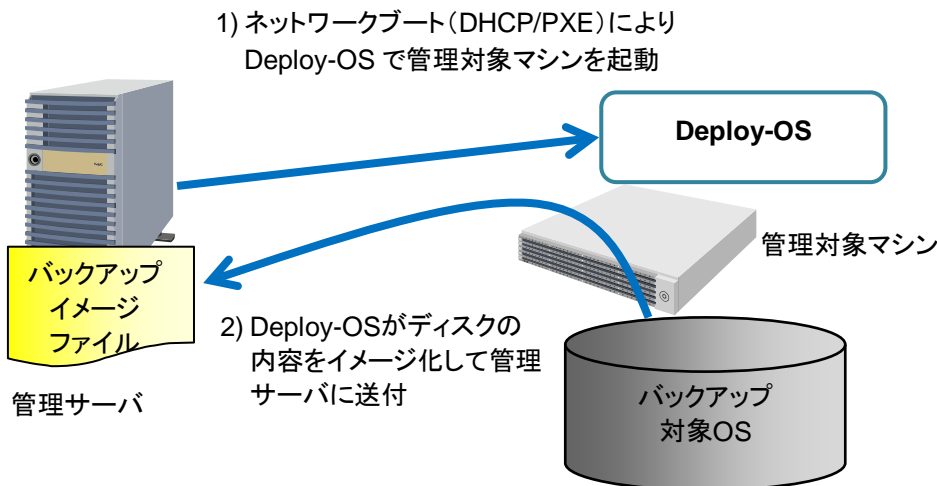 1) ネットワークブート（DHCP/PXE）により
Deploy-OS で管理対象マシンを起動
Deploy-OS
管理対象マシン
バックアップ
イメージ
ファイル
管理サーバ
2) Deploy-OSがディスクの
内容をイメージ化して管理
サーバに送付
バックアップ
対象OS